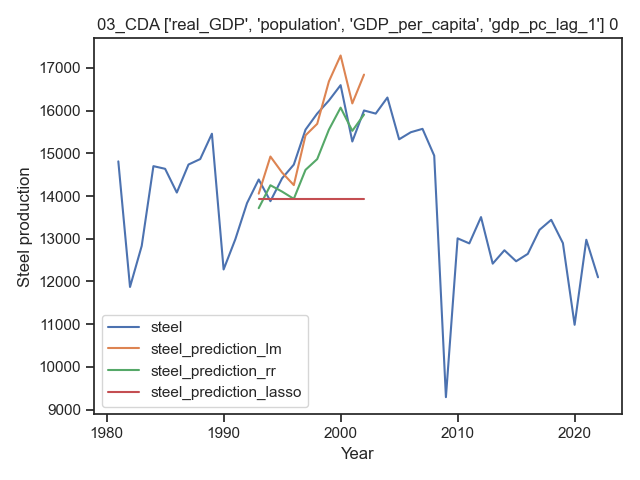 03_CDA ['real_GDP', 'population', 'GDP_per_capita', 'gdp_pc_lag_1'] 0
17000
16000
15000
14000
13000
12000
11000
10000
9000
Steel production
steel
steel_prediction_lm
steel_prediction_rr
steel_prediction_lasso
1980 1990 2000 2010 2020
Year